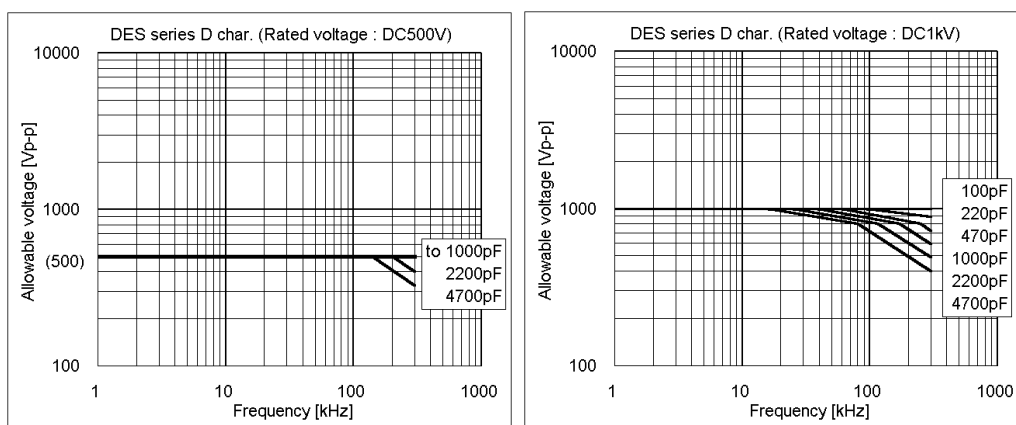 DES series D char. (Rated voltage : DC500V)
10000
1000
(500)
100
Allowable voltage [Vp-p]
to 1000pF
2200pF
4700pF
1 10 100 1000
Frequency [kHz]
DES series D char. (Rated voltage : DC1kV)
10000
1000
100
Allowable voltage [Vp-p]
100pF
220pF
470pF
1000pF
2200pF
4700pF
1 10 100 1000
Frequency [kHz]